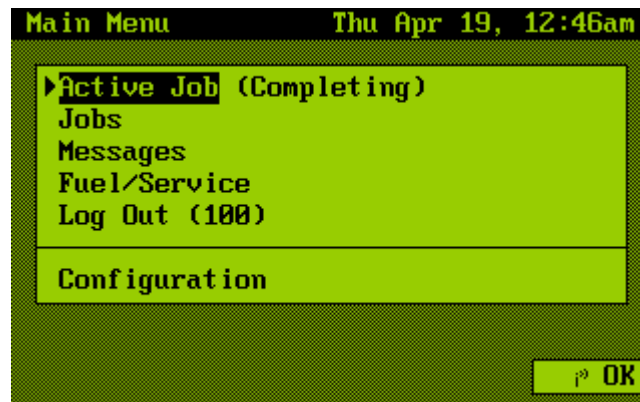 Main Menu Thu Apr 19, 12:46am
Active Job (Completing)
Jobs
Messages
Fuel/Service
Log Out (100)
Configuration
OK